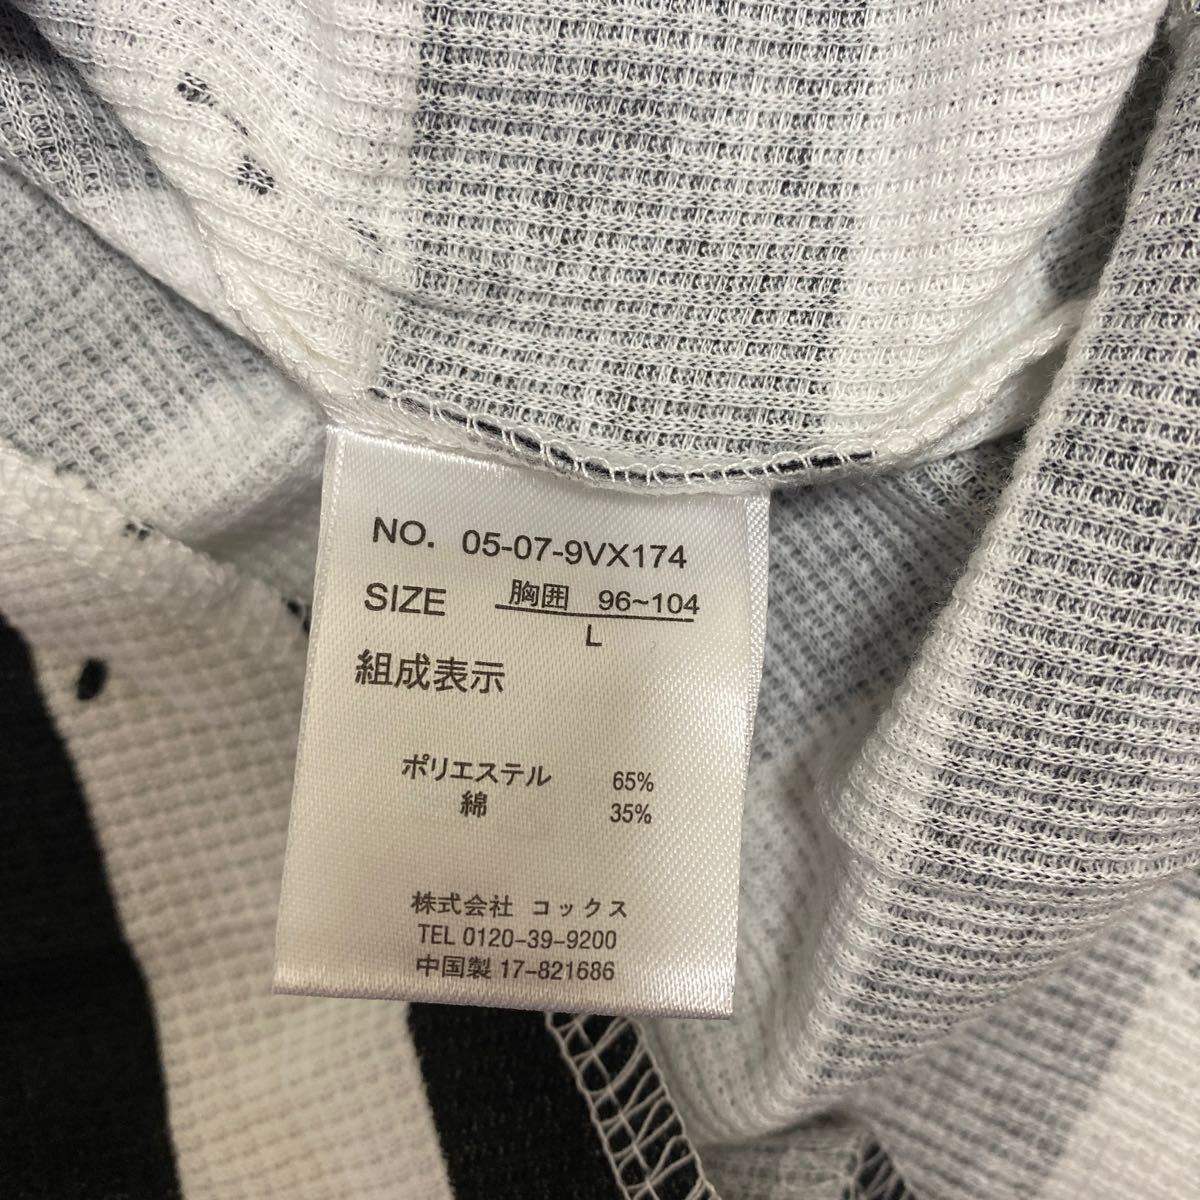 NO. 05-07-9VX174
SIZE 胸囲 96~104
L
組成表示
ポリエステル 65%
綿 35%
株式会社 コックス
TEL 0120-39-9200
中国製 17-821686